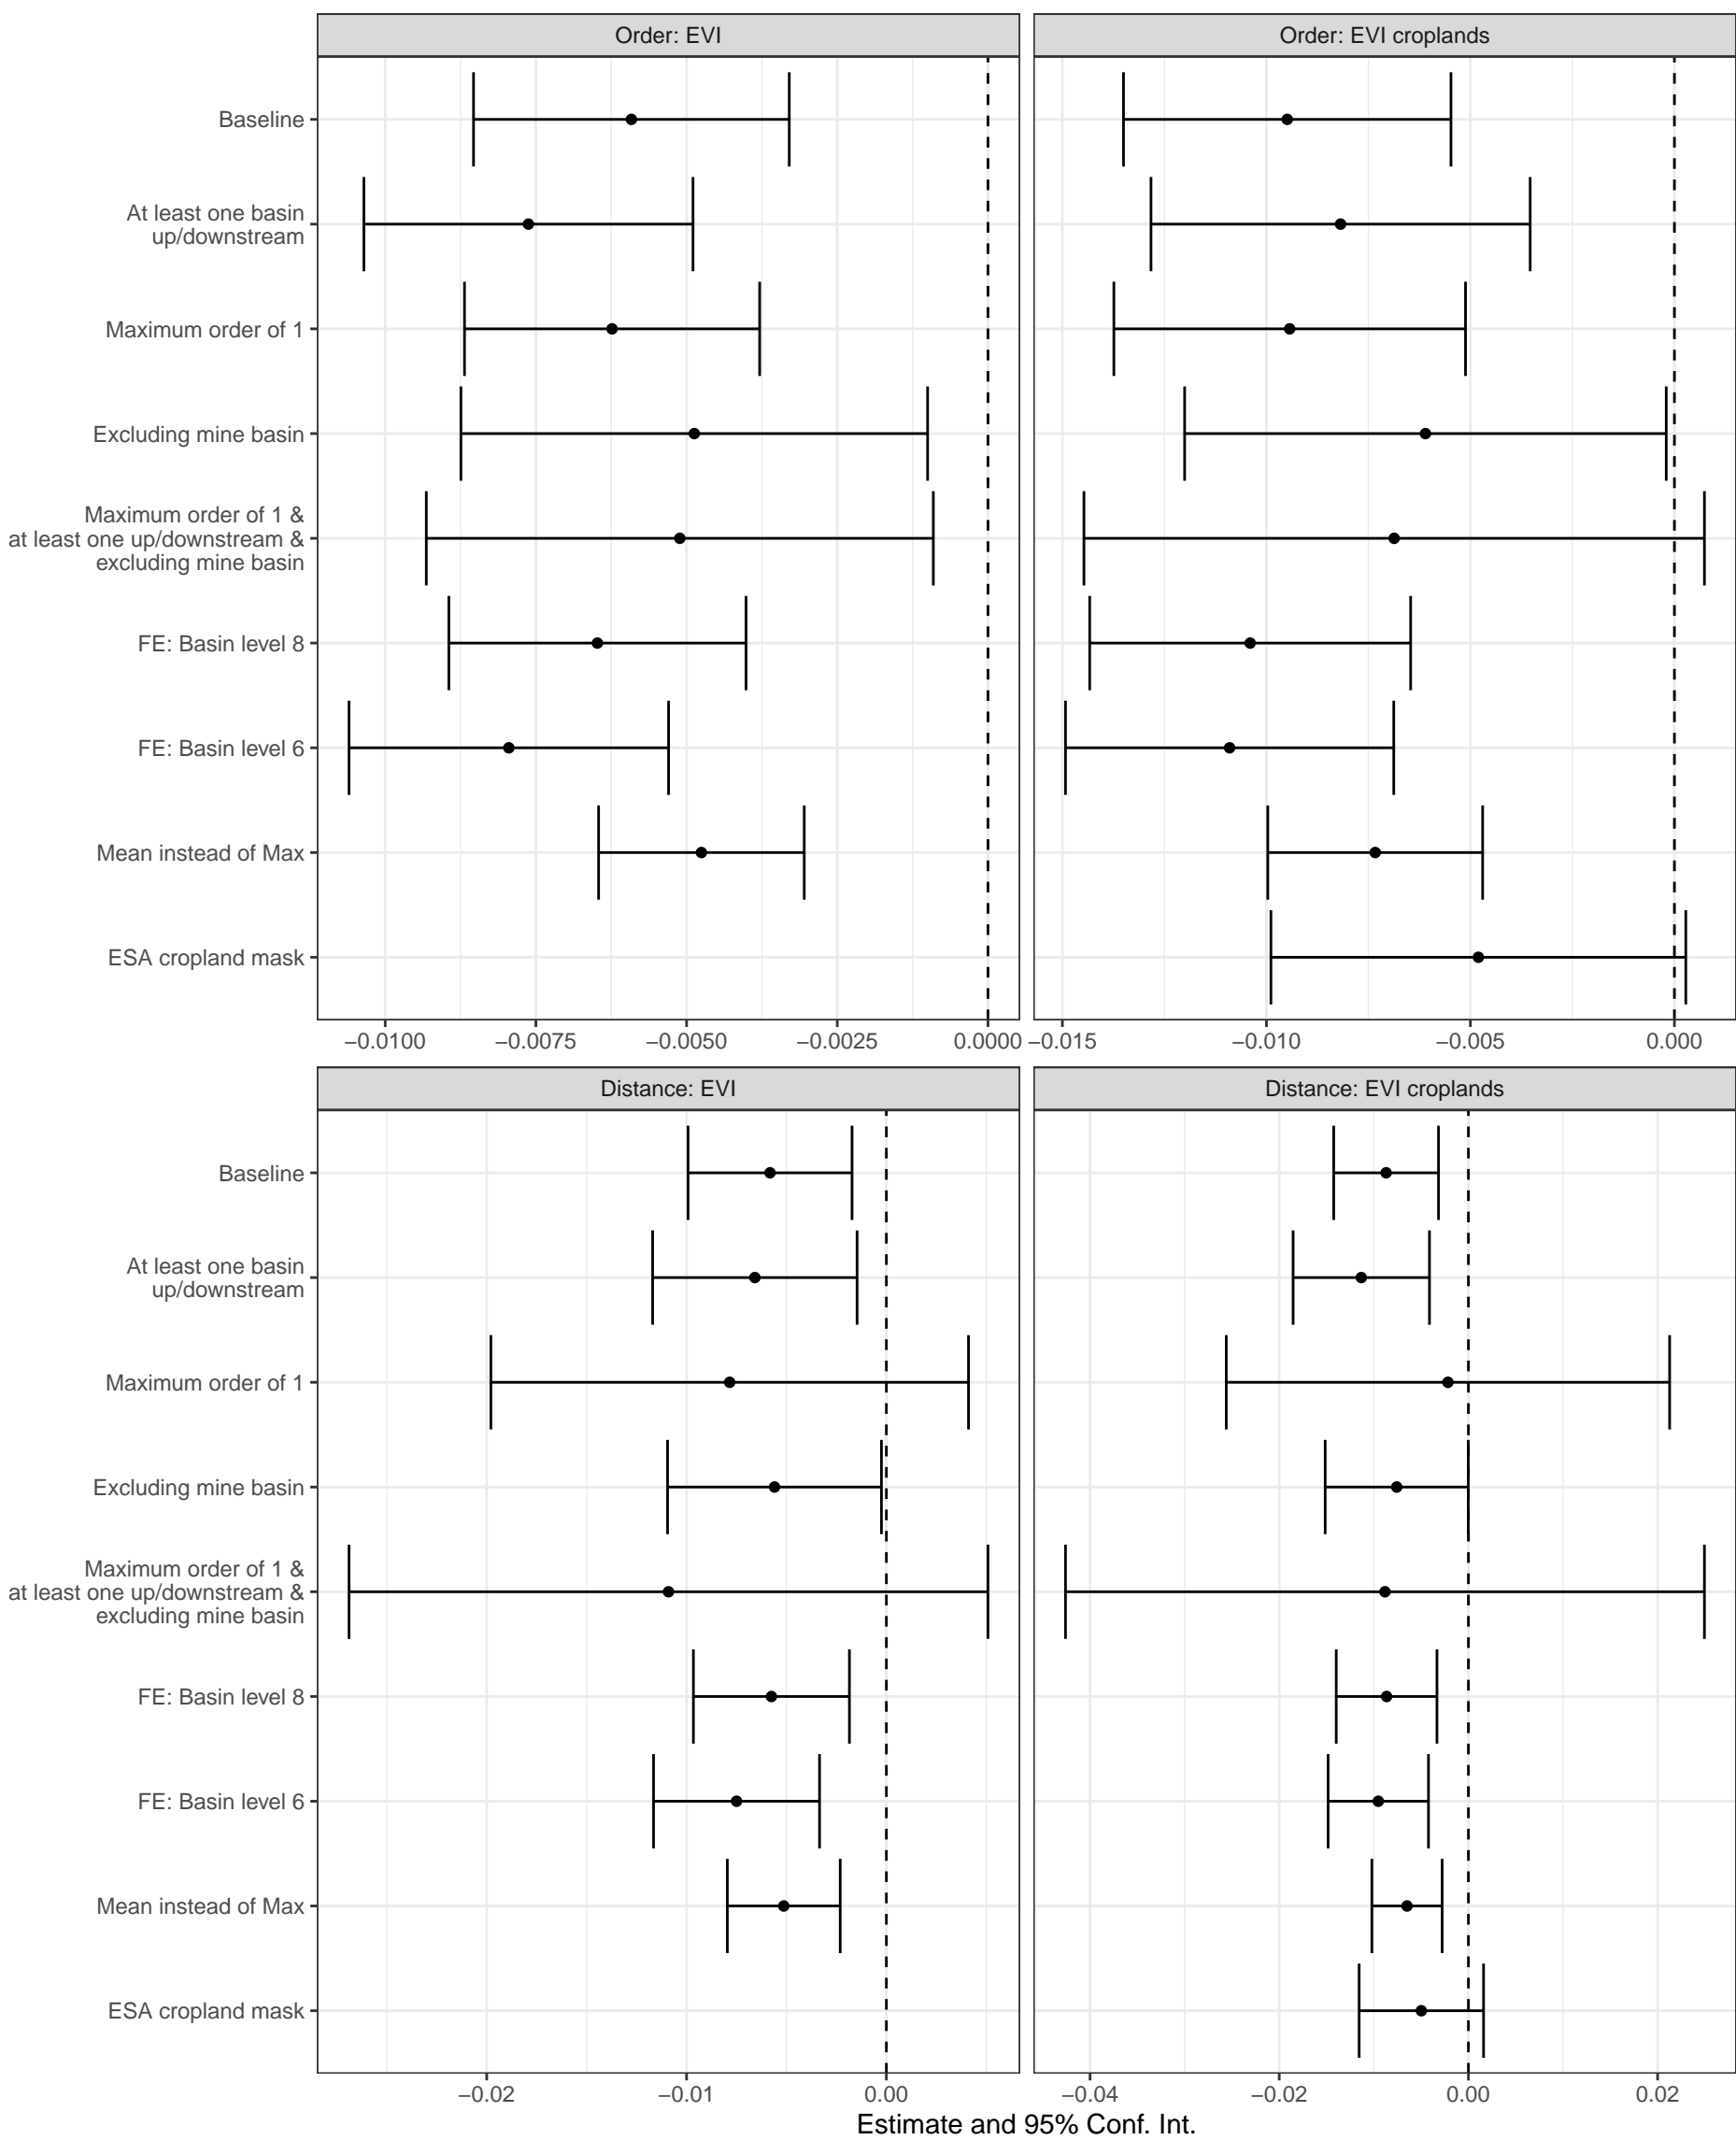 Order: EVI
Order: EVI croplands
Baseline
At least one basin
up/downstream
Maximum order of 1
Excluding mine basin
Maximum order of 1 &
at least one up/downstream &
excluding mine basin
FE: Basin level 8
FE: Basin level 6
Mean instead of Max
ESA cropland mask
−0.0100 −0.0075 −0.0050 −0.0025 0.0000 −0.015 −0.010 −0.005 0.000
Distance: EVI
Distance: EVI croplands
Baseline
At least one basin
up/downstream
Maximum order of 1
Excluding mine basin
Maximum order of 1 &
at least one up/downstream &
excluding mine basin
FE: Basin level 8
FE: Basin level 6
Mean instead of Max
ESA cropland mask
−0.02 −0.01 0.00 −0.04 −0.02 0.00 0.02
Estimate and 95% Conf. Int.